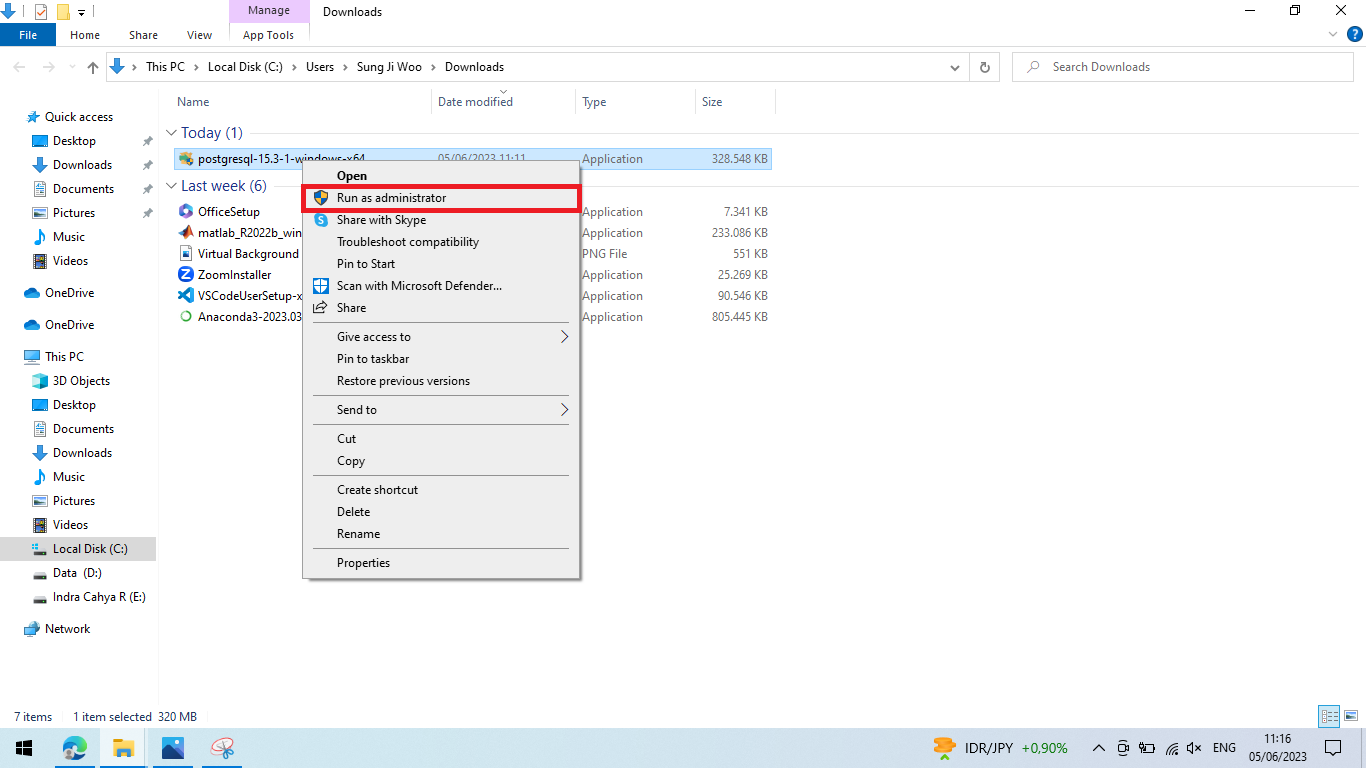 Manage
Downloads
File
Home
Share
View
App Tools
This PC
Local Disk (C:)
Users
Sung Ji Woo
Downloads
Search Downloads
Name
Date modified
Type
Size
Quick access
Desktop
Downloads
Documents
Pictures
Music
Videos
OneDrive
OneDrive
This PC
3D Objects
Desktop
Documents
Downloads
Music
Pictures
Videos
Local Disk (C:)
Data (D:)
Indra Cahya R (E:)
Network
Today (1)
postgresql-15.3-1-windows-x64 05/06/2023 11:11 Application 328.548 KB
Last week (6)
OfficeSetup Application 7.341 KB
matlab_R2022b_win Application 233.086 KB
Virtual Background PNG File 551 KB
ZoomInstaller Application 25.269 KB
VSCodeUserSetup-x Application 90.546 KB
Anaconda3-2023.03 Application 805.445 KB
Open
Run as administrator
Share with Skype
Troubleshoot compatibility
Pin to Start
Scan with Microsoft Defender...
Share
Give access to
Pin to taskbar
Restore previous versions
Send to
Cut
Copy
Create shortcut
Delete
Rename
Properties
7 items 1 item selected 320 MB
IDR/JPY +0,90%
ENG
11:16
05/06/2023